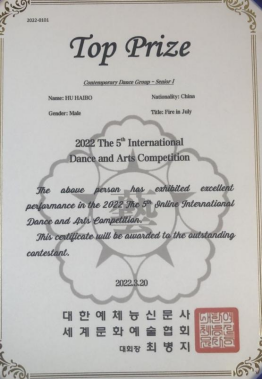 2022-0101
Top Prize
Contemporary Dance Group - Senior I
Name: HU HAIBO Nationality: China
Gender: Male Title: Fire in July
2022 The 5th International
Dance and Arts Competition
The above person has exhibited excellent
performance in the 2022 The 5th Online International
Dance and Arts Competition.
This certificate will be awarded to the outstanding
contestant.
2022.3.20
대한예체능신문사
세계문화예술협회
대회장 최병지